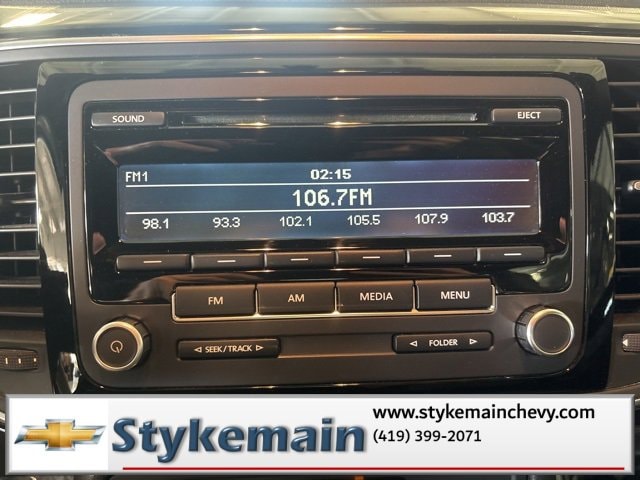 SOUND
EJECT
FM1 02:15
106.7FM
98.1 93.3 102.1 105.5 107.9 103.7
FM AM MEDIA MENU
◁ SEEK/TRACK ▷ ◁ FOLDER ▷
Stykemain
www.stykemainchevy.com
(419) 399-2071